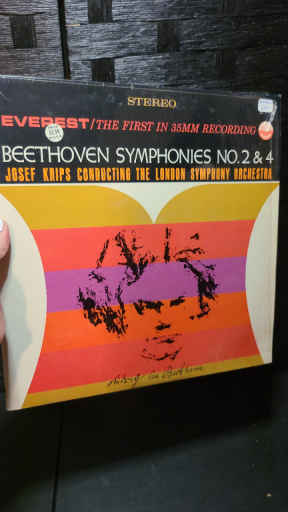 STEREO
EVEREST/THE FIRST IN 35MM RECORDING
BEETHOVEN SYMPHONIES NO. 2 & 4
JOSEF KRIPS CONDUCTING THE LONDON SYMPHONY ORCHESTRA